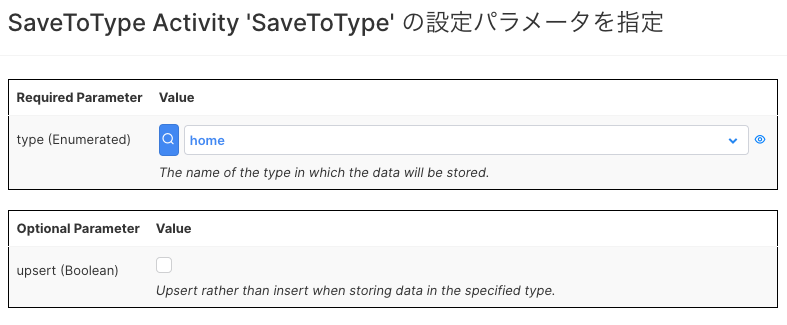 SaveToType Activity 'SaveToType' の設定パラメータを指定
Required Parameter Value
type (Enumerated) home
The name of the type in which the data will be stored.
Optional Parameter Value
upsert (Boolean)
Upsert rather than insert when storing data in the specified type.